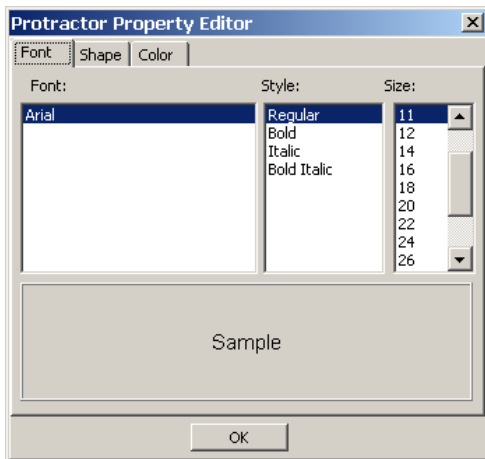 Protractor Property Editor
Font Shape Color
Font: Style: Size:
Arial Regular 11
Bold 12
Italic 14
Bold Italic 16
18
20
22
24
26
Sample
OK